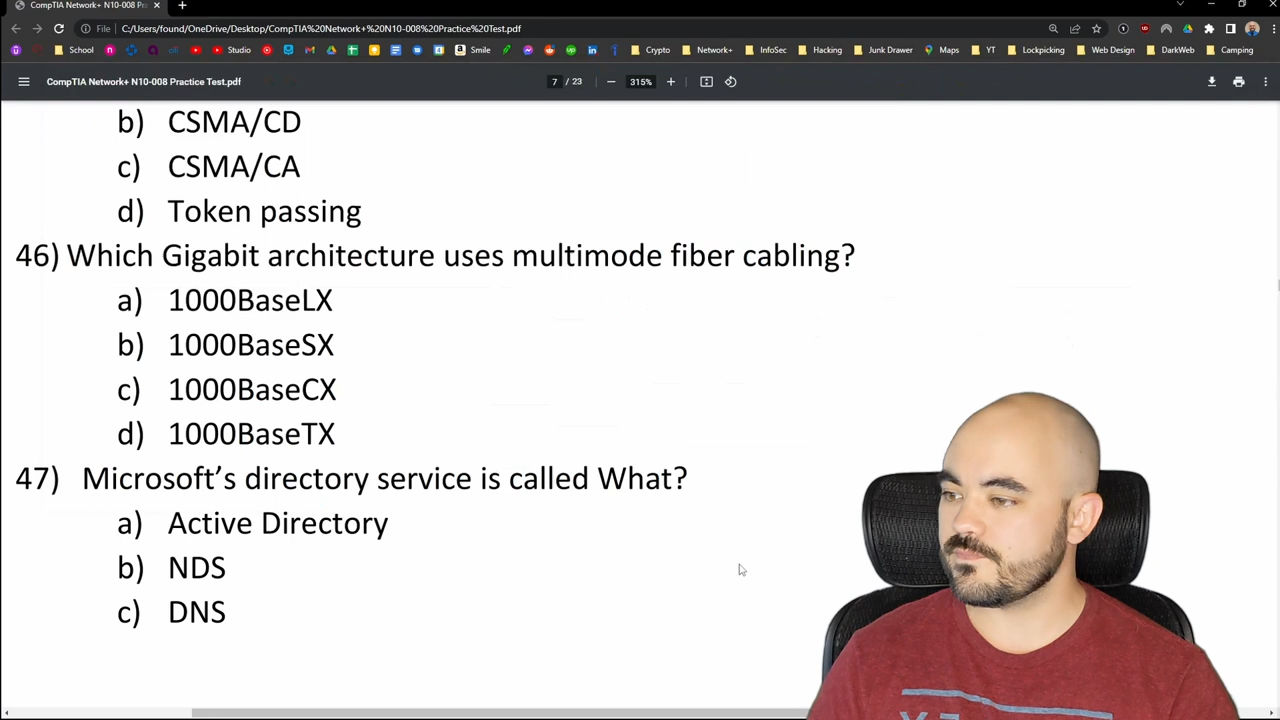 CompTIA Network+ N10-008 Prac
File
C:/Users/found/OneDrive/Desktop/CompTIA%20Network+%20N10-008%20Practice%20Test.pdf
School
Studio
Smile
Crypto
Network+
InfoSec
Hacking
Junk Drawer
Maps
YT
Lockpicking
Web Design
DarkWeb
Camping
CompTIA Network+ N10-008 Practice Test.pdf
7 / 23
315%
b) CSMA/CD
c) CSMA/CA
d) Token passing
46) Which Gigabit architecture uses multimode fiber cabling?
a) 1000BaseLX
b) 1000BaseSX
c) 1000BaseCX
d) 1000BaseTX
47) Microsoft's directory service is called What?
a) Active Directory
b) NDS
c) DNS